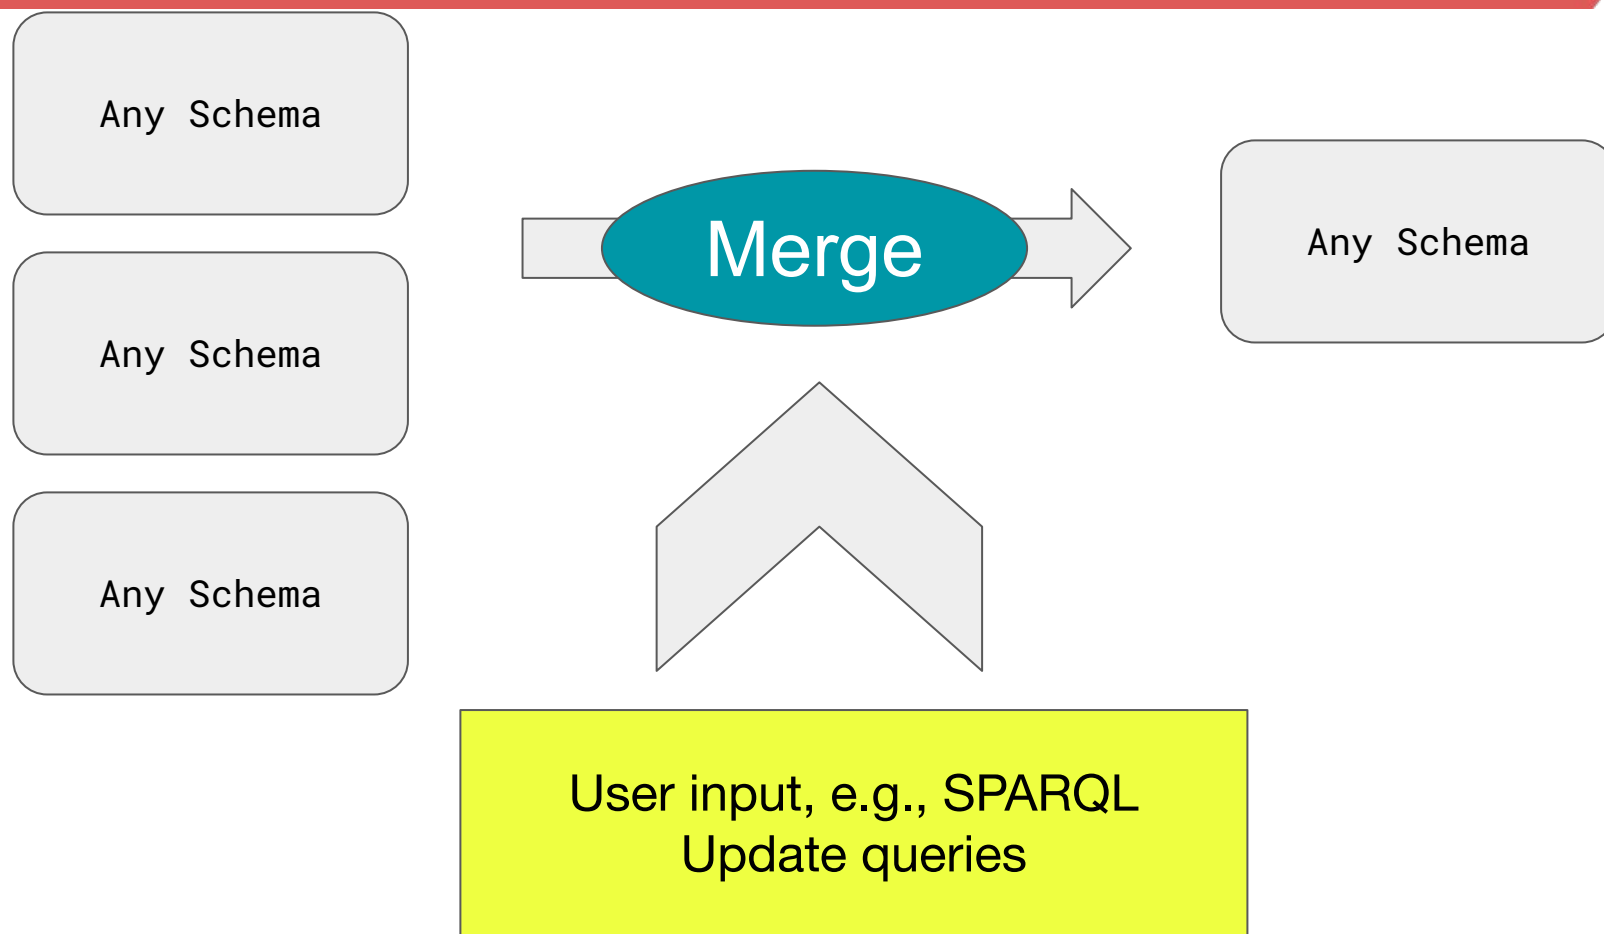 Any Schema
Merge
Any Schema
Any Schema
Any Schema
User input, e.g., SPARQL
Update queries